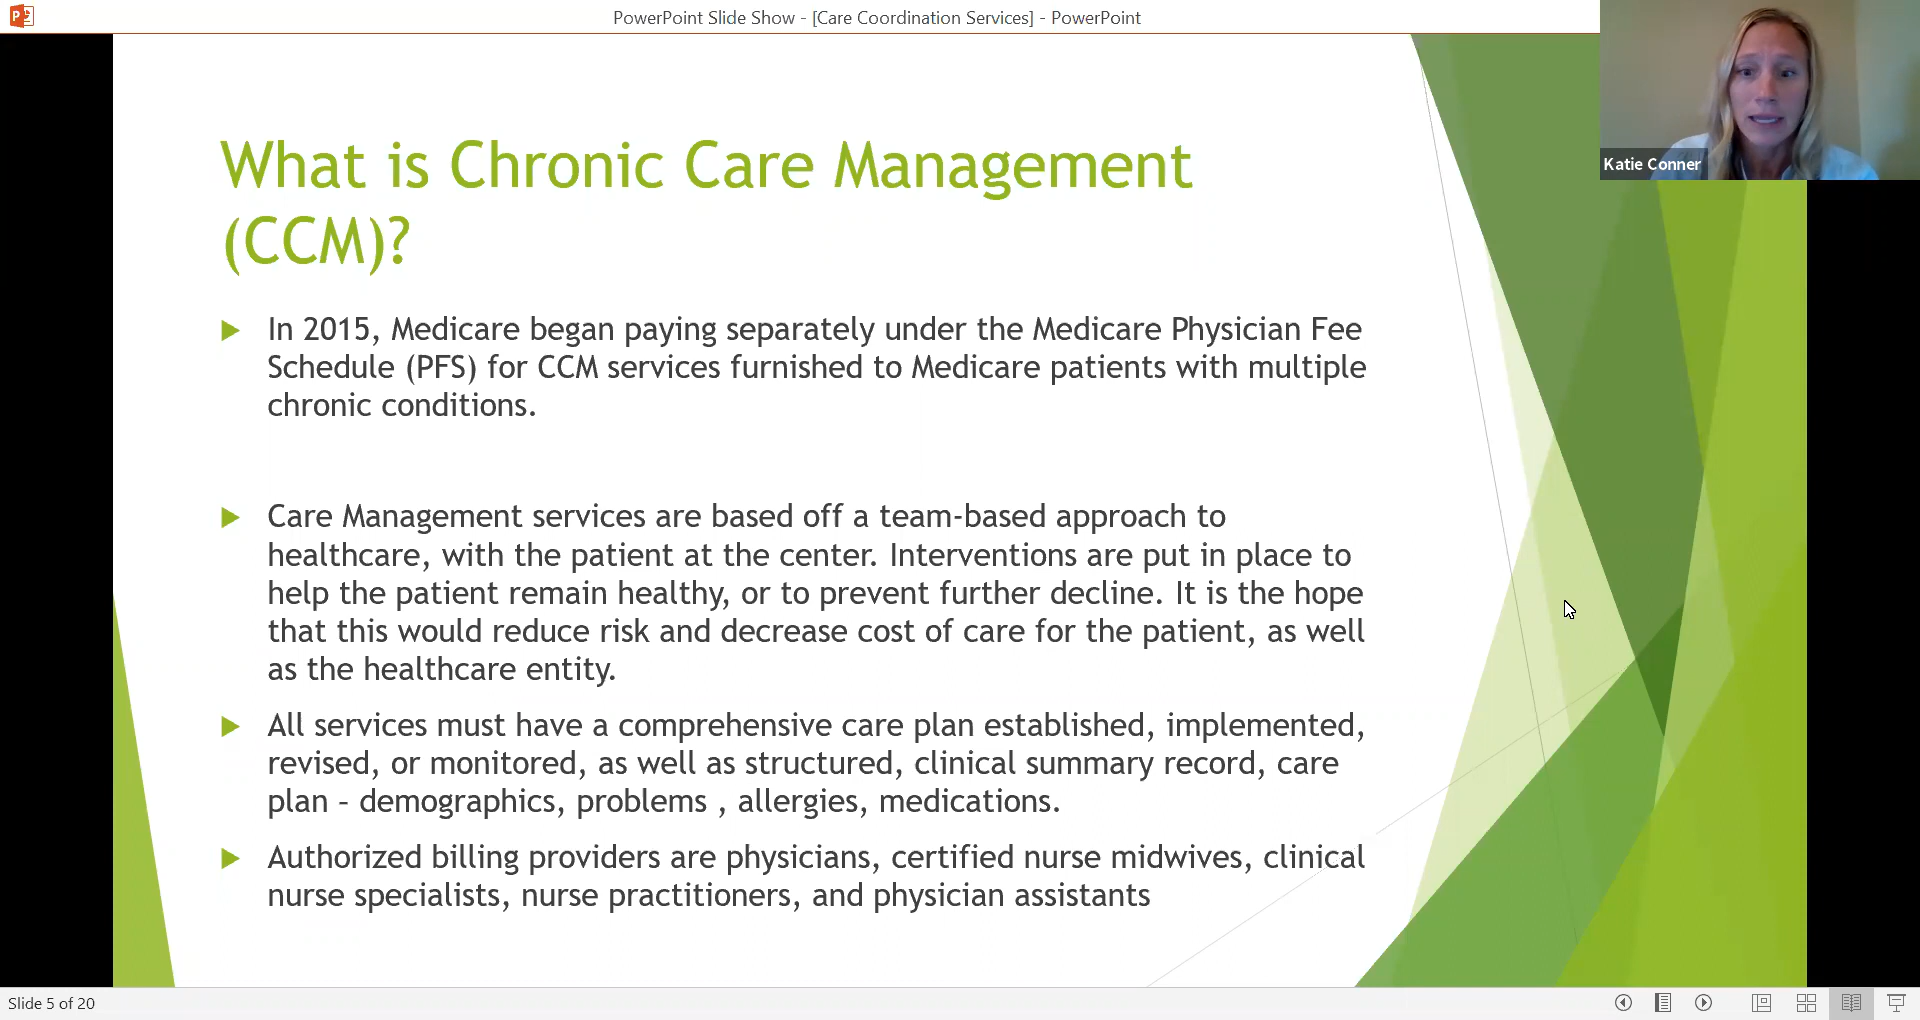 PowerPoint Slide Show - [Care Coordination Services] - PowerPoint
Katie Conner
What is Chronic Care Management
(CCM)?
In 2015, Medicare began paying separately under the Medicare Physician Fee
Schedule (PFS) for CCM services furnished to Medicare patients with multiple
chronic conditions.
Care Management services are based off a team-based approach to
healthcare, with the patient at the center. Interventions are put in place to
help the patient remain healthy, or to prevent further decline. It is the hope
that this would reduce risk and decrease cost of care for the patient, as well
as the healthcare entity.
All services must have a comprehensive care plan established, implemented,
revised, or monitored, as well as structured, clinical summary record, care
plan – demographics, problems , allergies, medications.
Authorized billing providers are physicians, certified nurse midwives, clinical
nurse specialists, nurse practitioners, and physician assistants
Slide 5 of 20